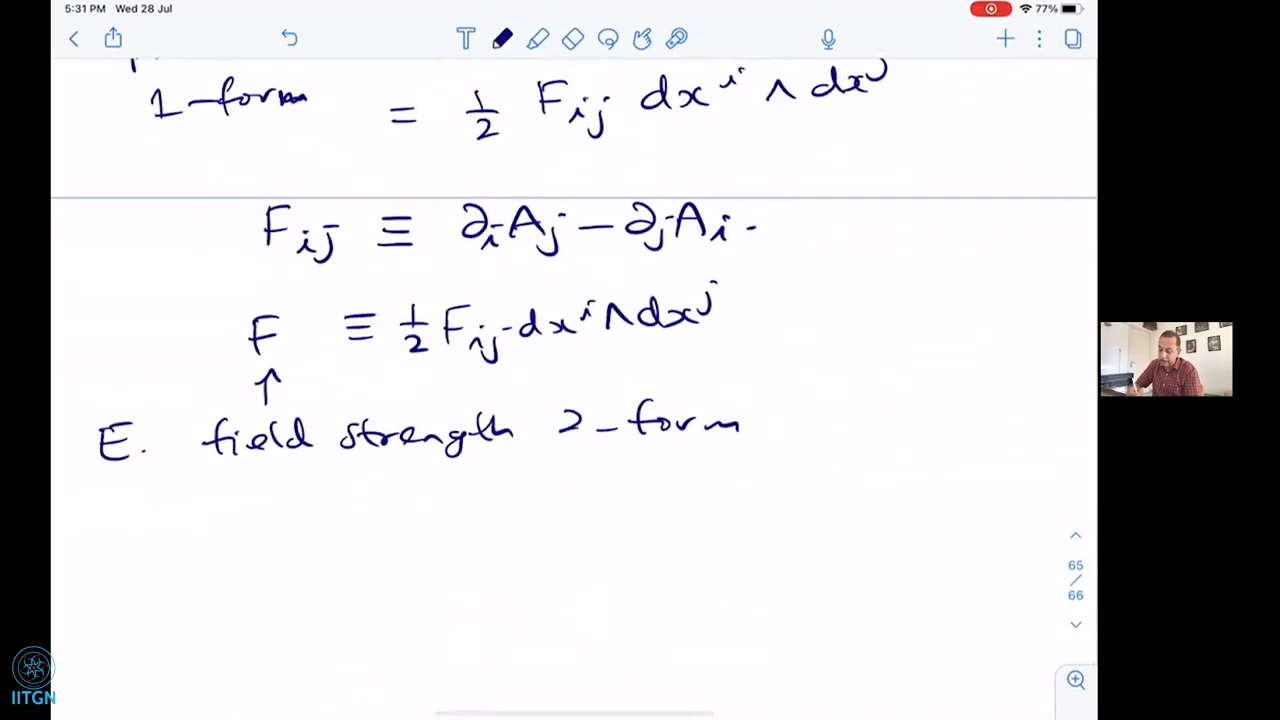 5:31 PM Wed 28 Jul 77%
1-form = 1/2 F_ij dx^i ∧ dx^j
F_ij ≡ ∂_i A_j – ∂_j A_i .
F ≡ 1/2 F_ij dx^i ∧ dx^j
↑
E. field strength 2-form
65
/
66
IITGN